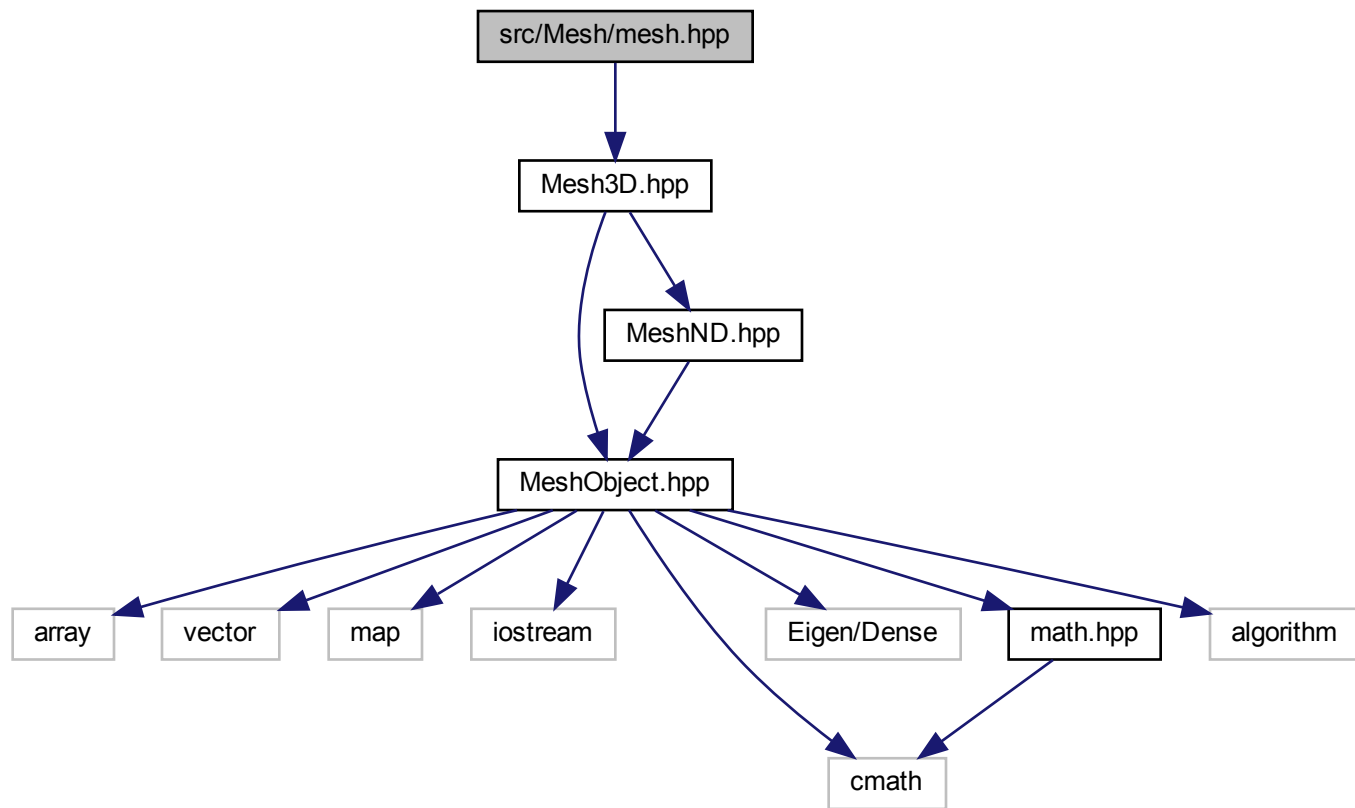 src/Mesh/mesh.hpp
Mesh3D.hpp
MeshND.hpp
MeshObject.hpp
array
vector
map
iostream
Eigen/Dense
math.hpp
algorithm
cmath